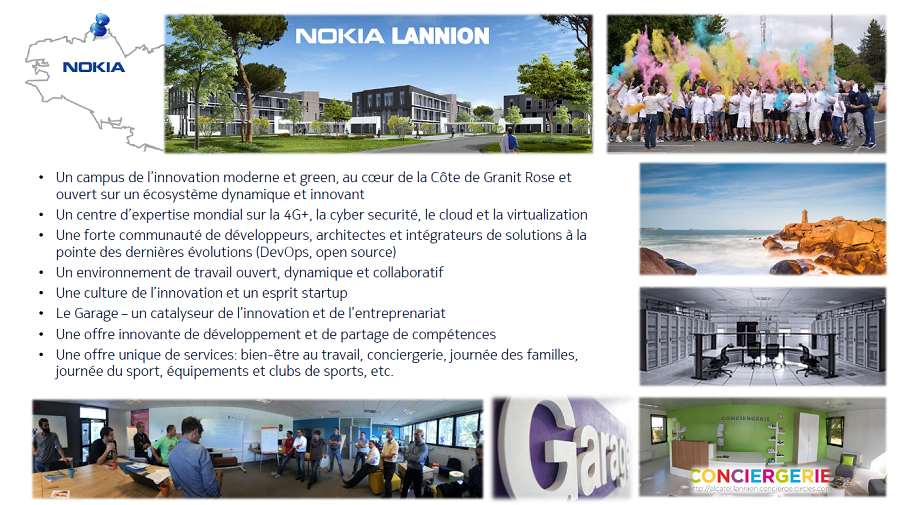 NOKIA
NOKIA LANNION
• Un campus de l'innovation moderne et green, au cœur de la Côte de Granit Rose et
ouvert sur un écosystème dynamique et innovant
• Un centre d'expertise mondial sur la 4G+, la cyber securité, le cloud et la virtualization
• Une forte communauté de développeurs, architectes et intégrateurs de solutions à la
pointe des dernières évolutions (DevOps, open source)
• Un environnement de travail ouvert, dynamique et collaboratif
• Une culture de l'innovation et un esprit startup
• Le Garage – un catalyseur de l'innovation et de l'entreprenariat
• Une offre innovante de développement et de partage de compétences
• Une offre unique de services: bien-être au travail, conciergerie, journée des familles,
journée du sport, équipements et clubs de sports, etc.
Garage
CONCIERGERIE
CONCIERGERIE
http://alcatel.lannion.concierge.circles.com